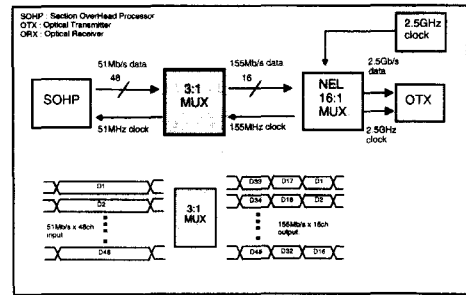 SOHP : Section OverHead Processor
OTX : Optical Transmitter
ORX : Optical Receiver
2.5GHz
clock
51Mb/s data
48
155Mb/s data
16
2.5Gb/s
data
SOHP
3:1
MUX
NEL
16:1
MUX
OTX
51MHz clock
155MHz clock
2.5GHz
clock
D1
D33
D17
D1
D2
D34
D18
D2
3:1
MUX
51Mb/s x 48ch
input
156Mb/s x 16ch
output
D48
D48
D32
D16